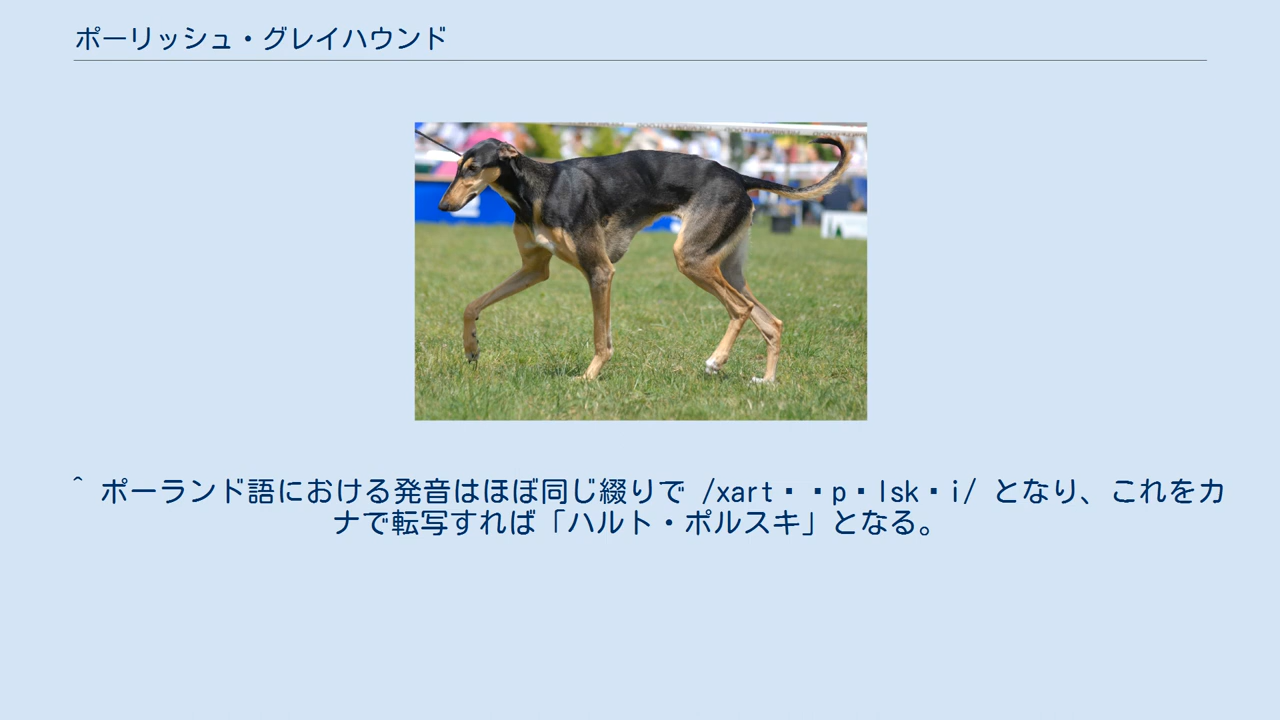 ポーリッシュ・グレイハウンド
^ ポーランド語における発音はほぼ同じ綴りで /xart・・p・lsk・i/ となり、これをカ
ナで転写すれば「ハルト・ポルスキ」となる。